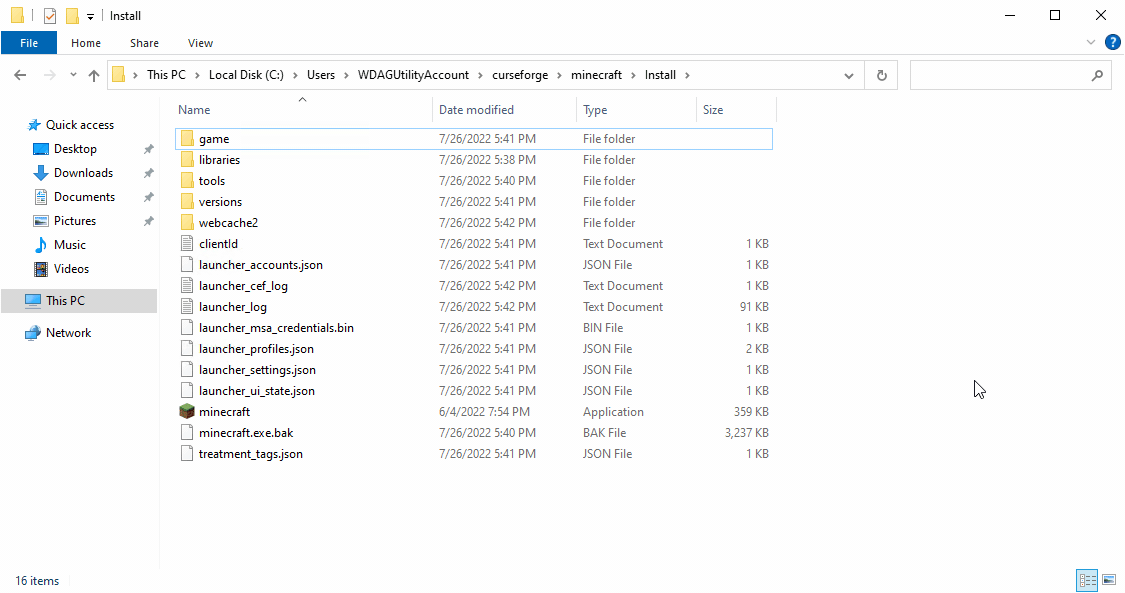 Install
File Home Share View
This PC > Local Disk (C:) > Users > WDAGUtilityAccount > curseforge > minecraft > Install >
Name Date modified Type Size
Quick access
Desktop
Downloads
Documents
Pictures
Music
Videos
This PC
Network
game 7/26/2022 5:41 PM File folder
libraries 7/26/2022 5:38 PM File folder
tools 7/26/2022 5:40 PM File folder
versions 7/26/2022 5:41 PM File folder
webcache2 7/26/2022 5:42 PM File folder
clientId 7/26/2022 5:41 PM Text Document 1 KB
launcher_accounts.json 7/26/2022 5:41 PM JSON File 1 KB
launcher_cef_log 7/26/2022 5:42 PM Text Document 1 KB
launcher_log 7/26/2022 5:42 PM Text Document 91 KB
launcher_msa_credentials.bin 7/26/2022 5:41 PM BIN File 1 KB
launcher_profiles.json 7/26/2022 5:41 PM JSON File 2 KB
launcher_settings.json 7/26/2022 5:41 PM JSON File 1 KB
launcher_ui_state.json 7/26/2022 5:41 PM JSON File 1 KB
minecraft 6/4/2022 7:54 PM Application 359 KB
minecraft.exe.bak 7/26/2022 5:40 PM BAK File 3,237 KB
treatment_tags.json 7/26/2022 5:41 PM JSON File 1 KB
16 items